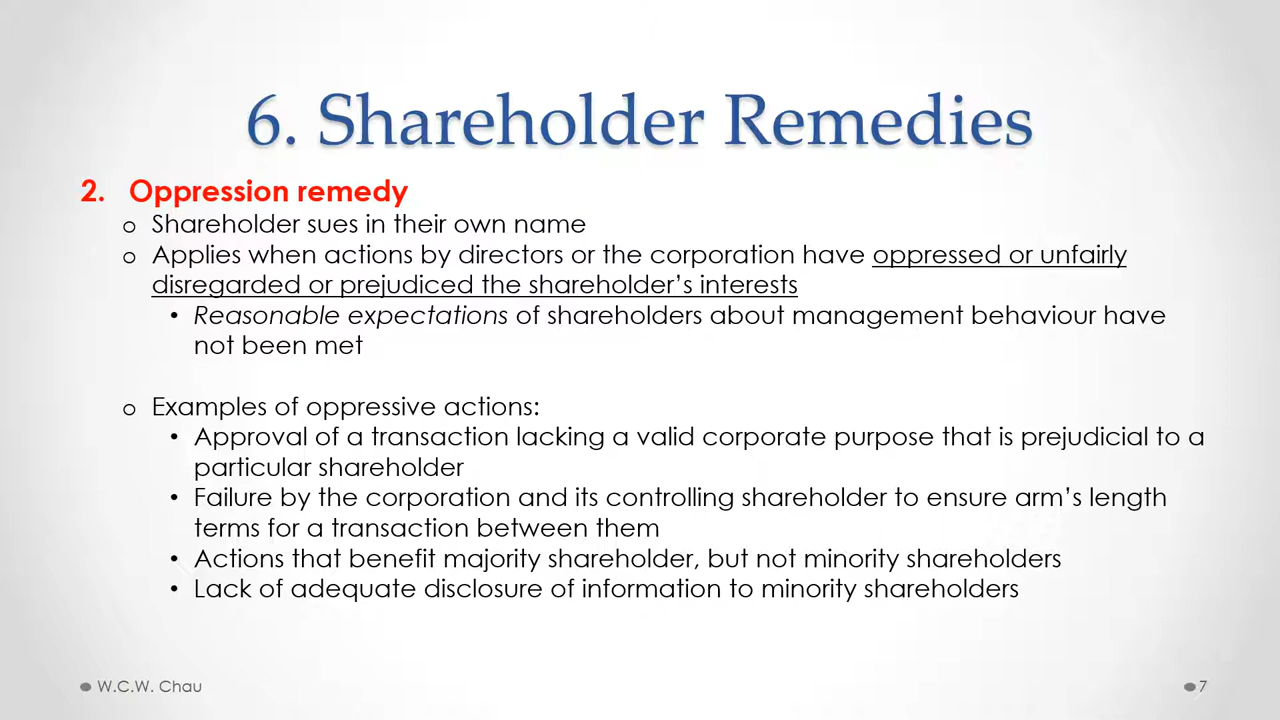 6. Shareholder Remedies
2. Oppression remedy
o Shareholder sues in their own name
o Applies when actions by directors or the corporation have oppressed or unfairly
disregarded or prejudiced the shareholder’s interests
• Reasonable expectations of shareholders about management behaviour have
not been met
o Examples of oppressive actions:
• Approval of a transaction lacking a valid corporate purpose that is prejudicial to a
particular shareholder
• Failure by the corporation and its controlling shareholder to ensure arm’s length
terms for a transaction between them
• Actions that benefit majority shareholder, but not minority shareholders
• Lack of adequate disclosure of information to minority shareholders
● W.C.W. Chau
● 7